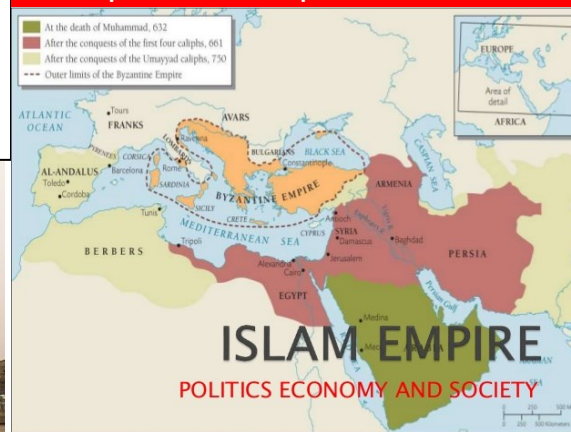 At the death of Muhammad, 632
After the conquests of the first four caliphs, 661
After the conquests of the Umayyad caliphs, 750
Outer limits of the Byzantine Empire
EUROPE
Area of
detail
AFRICA
ATLANTIC
OCEAN
Tours
FRANKS
AVARS
LOMBARDS
Ravenna
BULGARIANS
BLACK SEA
CASPIAN SEA
PYRENEES
CORSICA
Rome
Constantinople
AL-ANDALUS
Toledo
Barcelona
Cordoba
SARDINIA
ARMENIA
BYZANTINE EMPIRE
SICILY
Tunis
CRETE
CYPRUS
Antioch
SYRIA
Euphrates R.
Tigris R.
Damascus
Baghdad
MEDITERRANEAN SEA
BERBERS
Tripoli
Jerusalem
PERSIA
Alexandria
Cairo
EGYPT
Persian Gulf
Medina
ISLAM EMPIRE
POLITICS ECONOMY AND SOCIETY